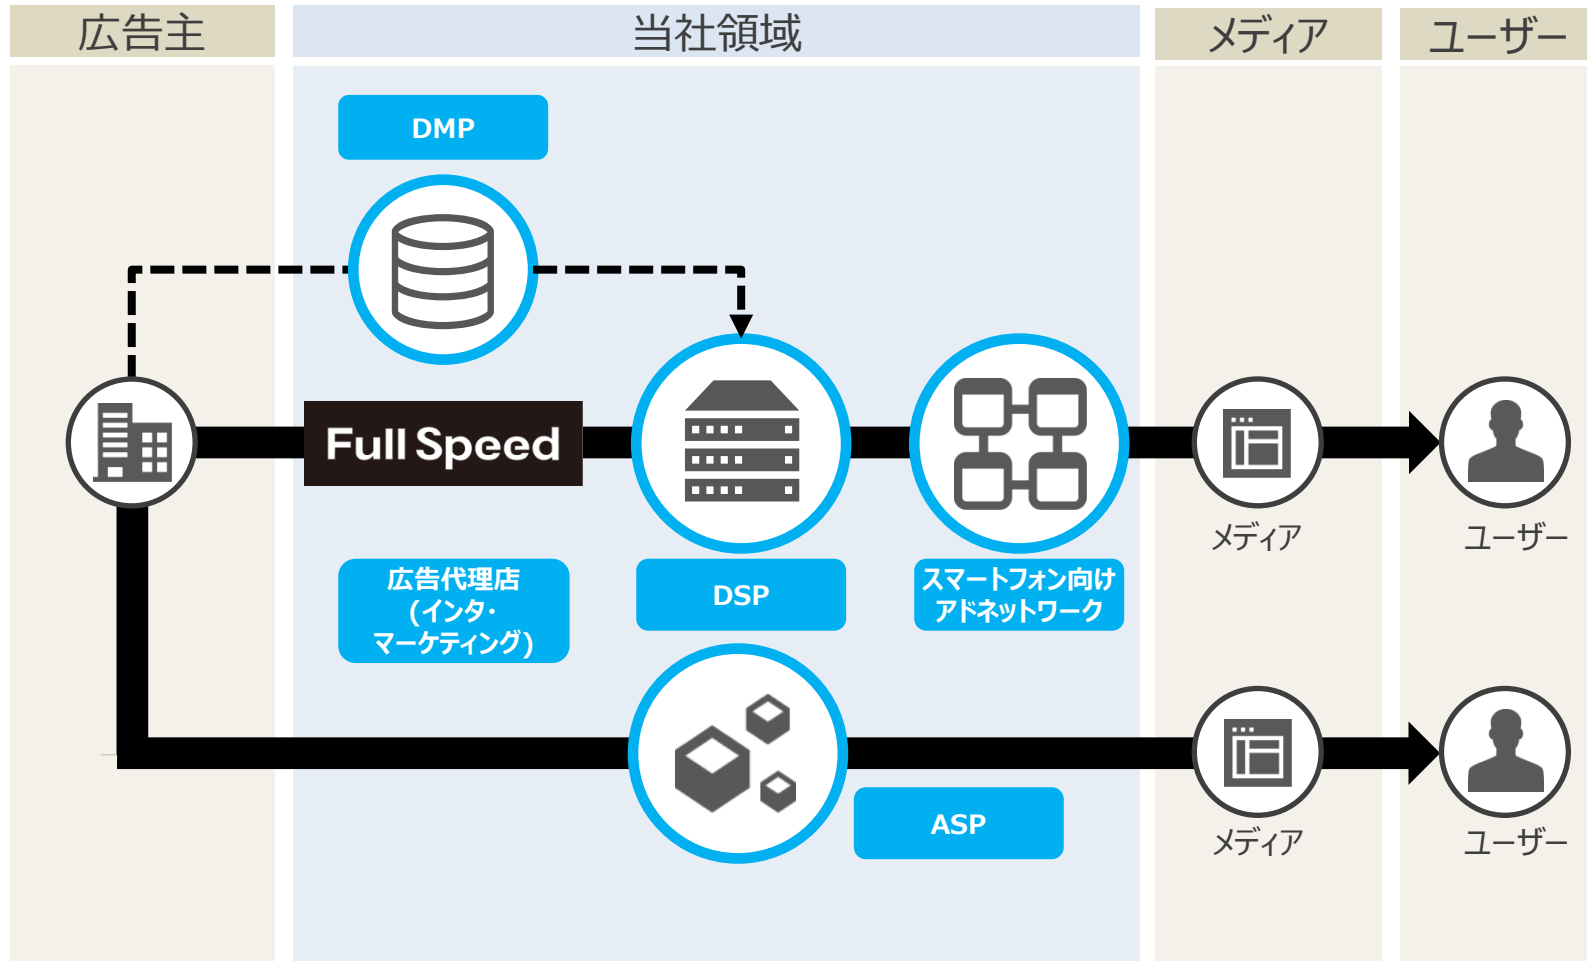 広告主
当社領域
メディア
ユーザー
DMP
Full Speed
メディア
ユーザー
広告代理店
(インタ・
マーケティング)
DSP
スマートフォン向け
アドネットワーク
ASP
メディア
ユーザー